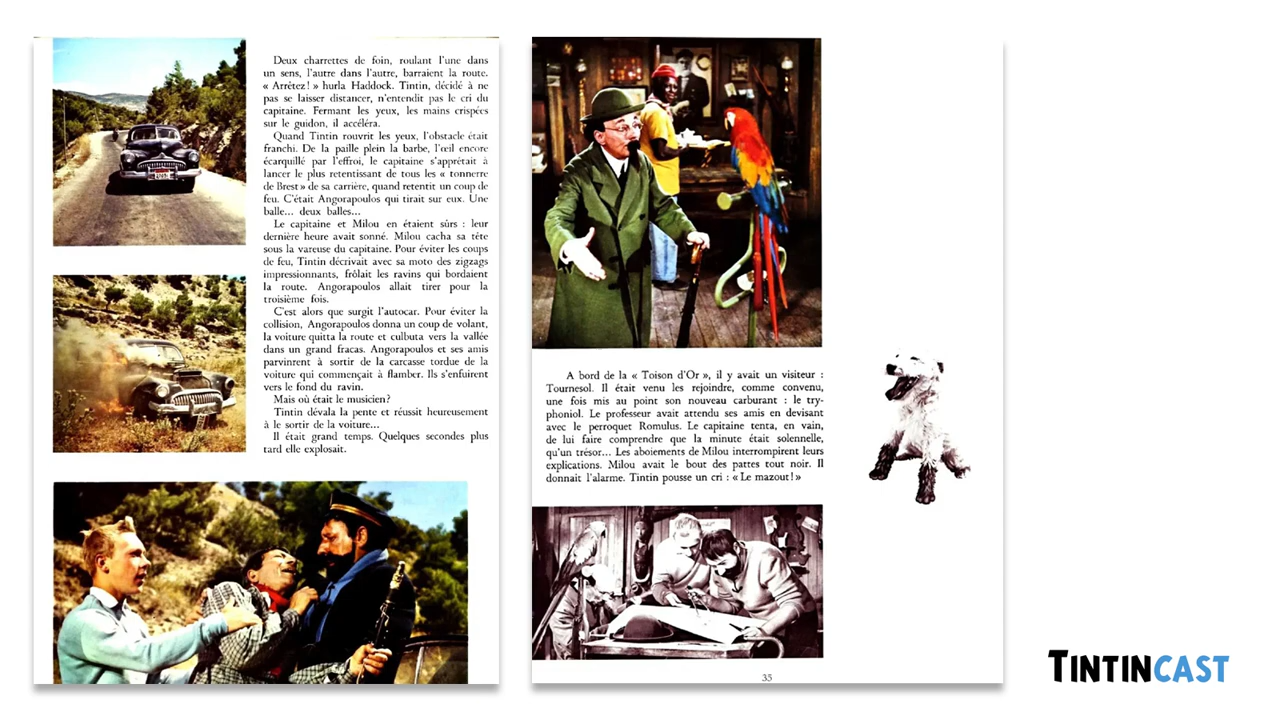 Deux charrettes de foin, roulant l'une dans
un sens, l'autre dans l'autre, barraient la route.
« Arrêtez ! » hurla Haddock. Tintin, décidé à ne
pas se laisser distancer, n'entendit pas le cri du
capitaine. Fermant les yeux, les mains crispées
sur le guidon, il accéléra.
Quand Tintin rouvrit les yeux, l'obstacle était
franchi. De la paille plein la barbe, l'œil encore
écarquillé par l'effroi, le capitaine s'apprêtait à
lancer le plus retentissant de tous les « tonnerre
de Brest » de sa carrière, quand retentit un coup de
feu. C'était Angorapoulos qui tirait sur eux. Une
balle... deux balles...
Le capitaine et Milou en étaient sûrs : leur
dernière heure avait sonné. Milou cacha sa tête
sous la vareuse du capitaine. Pour éviter les coups
de feu, Tintin décrivait avec sa moto des zigzags
impressionnants, frôlait les ravins qui bordaient
la route. Angorapoulos allait tirer pour la
troisième fois.
C'est alors que surgit l'autocar. Pour éviter la
collision, Angorapoulos donna un coup de volant,
la voiture quitta la route et culbuta vers la vallée
dans un grand fracas. Angorapoulos et ses amis
parvinrent à sortir de la carcasse tordue de la
voiture qui commençait à flamber. Ils s'enfuirent
vers le fond du ravin.
Mais où était le musicien?
Tintin dévala la pente et réussit heureusement
à le sortir de la voiture...
Il était grand temps. Quelques secondes plus
tard elle explosait.
A bord de la « Toison d'Or », il y avait un visiteur :
Tournesol. Il était venu les rejoindre, comme convenu,
une fois mis au point son nouveau carburant : le try-
phoniol. Le professeur avait attendu ses amis en devisant
avec le perroquet Romulus. Le capitaine tenta, en vain,
de lui faire comprendre que la minute était solennelle,
qu'un trésor... Les aboiements de Milou interrompirent leurs
explications. Milou avait le bout des pattes tout noir. Il
donnait l'alarme. Tintin pousse un cri : « Le mazout ! »
35
TINTINCAST